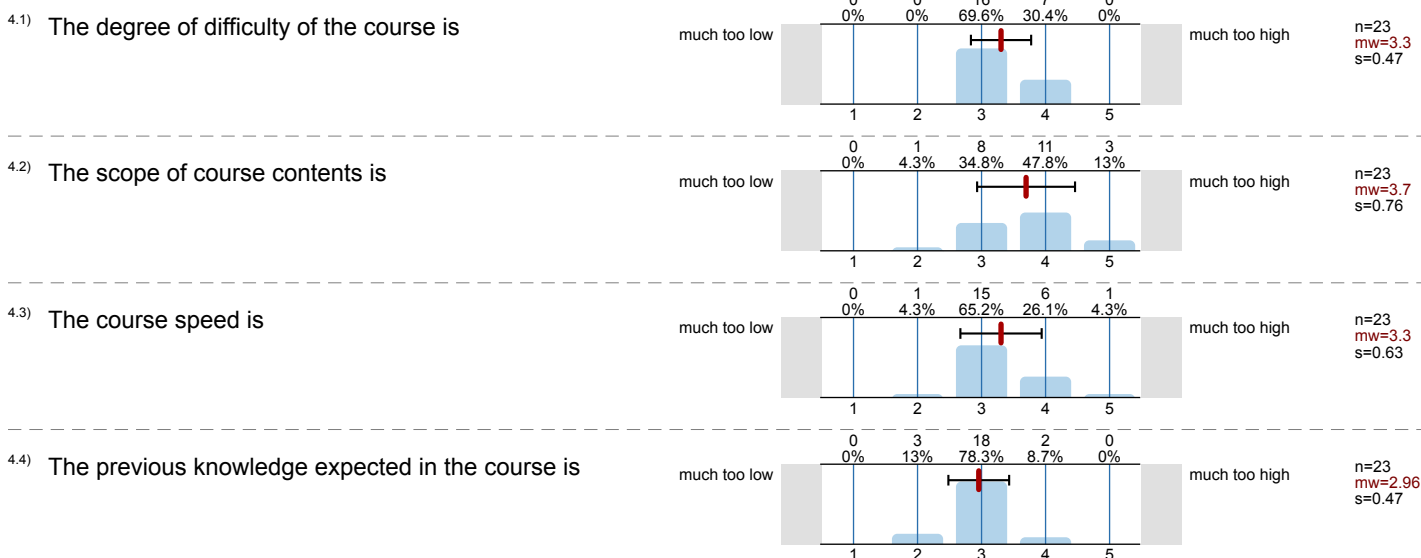 0 0 16 7 0
0% 0% 69.6% 30.4% 0%
4.1) The degree of difficulty of the course is much too low much too high n=23
mw=3.3
s=0.47
1 2 3 4 5
0 1 8 11 3
0% 4.3% 34.8% 47.8% 13%
4.2) The scope of course contents is much too low much too high n=23
mw=3.7
s=0.76
1 2 3 4 5
0 1 15 6 1
0% 4.3% 65.2% 26.1% 4.3%
4.3) The course speed is much too low much too high n=23
mw=3.3
s=0.63
1 2 3 4 5
0 3 18 2 0
0% 13% 78.3% 8.7% 0%
4.4) The previous knowledge expected in the course is much too low much too high n=23
mw=2.96
s=0.47
1 2 3 4 5